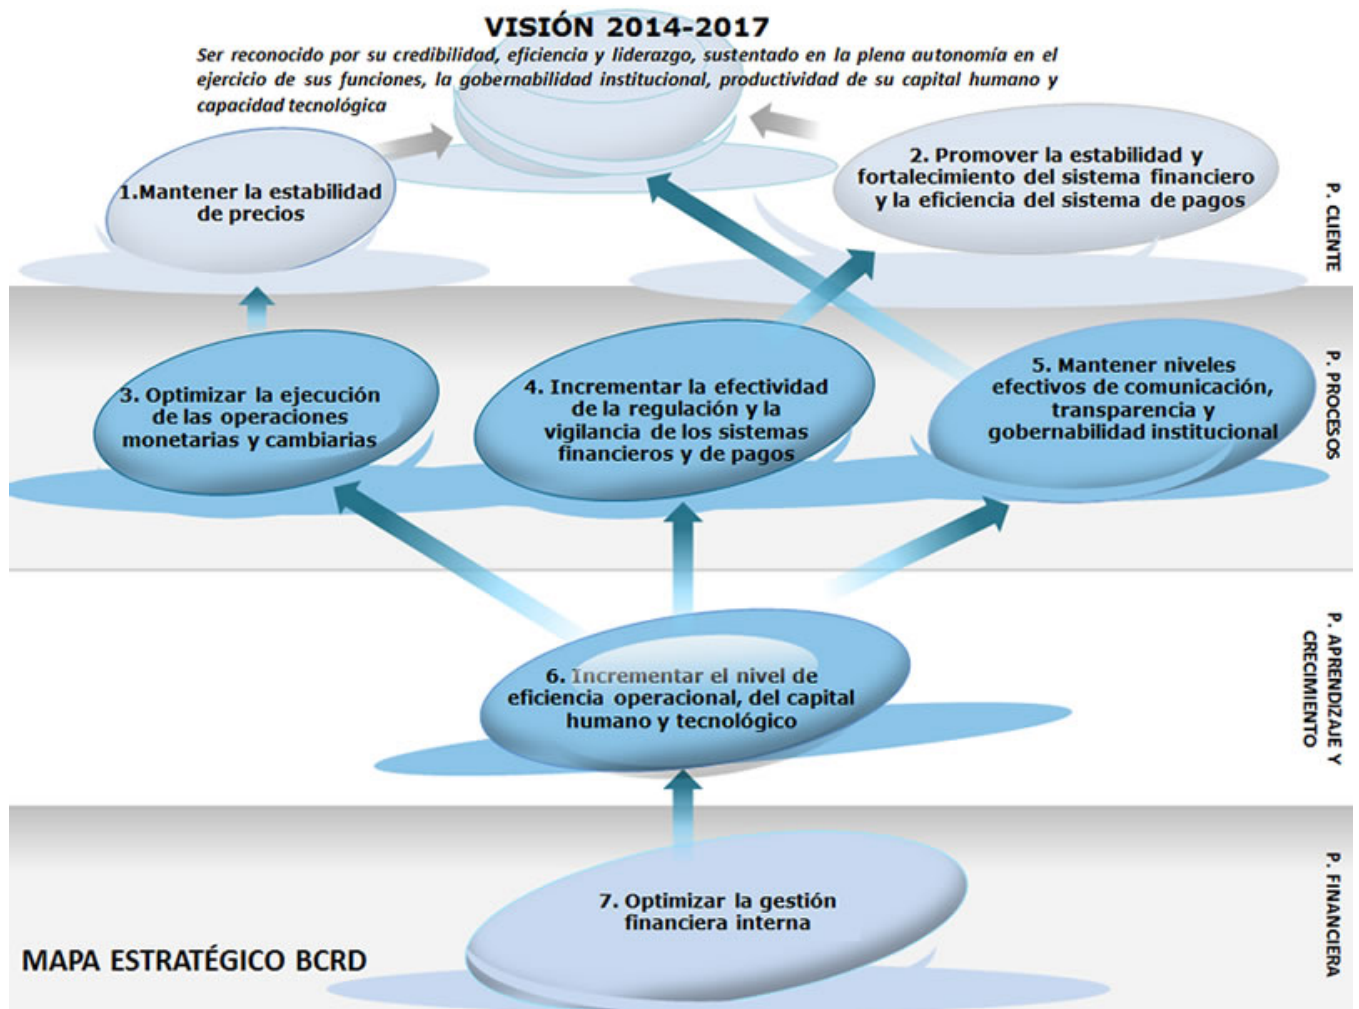 VISIÓN 2014-2017
Ser reconocido por su credibilidad, eficiencia y liderazgo, sustentado en la plena autonomía en el
ejercicio de sus funciones, la gobernabilidad institucional, productividad de su capital humano y
capacidad tecnológica
1.Mantener la estabilidad
de precios
2. Promover la estabilidad y
fortalecimiento del sistema financiero
y la eficiencia del sistema de pagos
P. CLIENTE
3. Optimizar la ejecución
de las operaciones
monetarias y cambiarias
4. Incrementar la efectividad
de la regulación y la
vigilancia de los sistemas
financieros y de pagos
5. Mantener niveles
efectivos de comunicación,
transparencia y
gobernabilidad institucional
P. PROCESOS
6. Incrementar el nivel de
eficiencia operacional, del capital
humano y tecnológico
P. APRENDIZAJE Y
CRECIMIENTO
7. Optimizar la gestión
financiera interna
P. FINANCIERA
MAPA ESTRATÉGICO BCRD